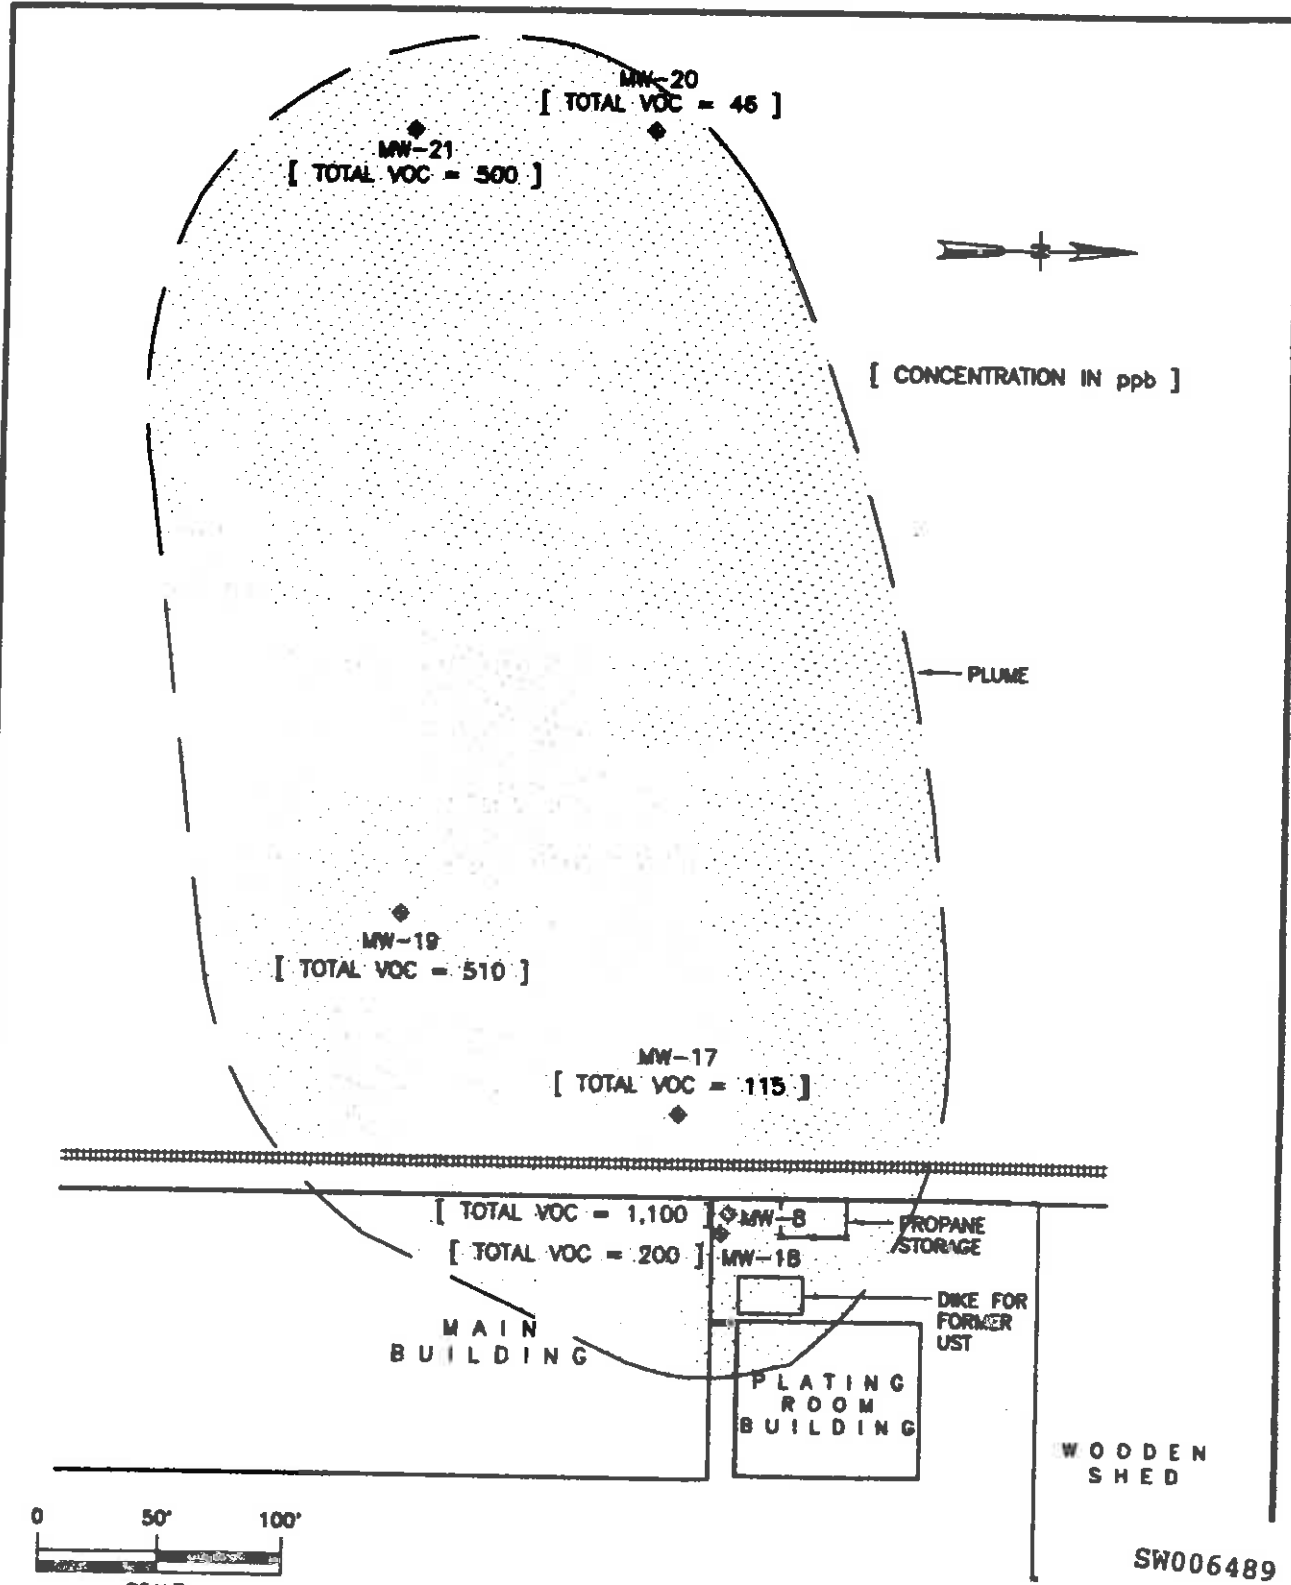 MW-20
[ TOTAL VOC = 46 ]
MW-21
[ TOTAL VOC = 500 ]
[ CONCENTRATION IN ppb ]
PLUME
MW-19
[ TOTAL VOC = 510 ]
MW-17
[ TOTAL VOC = 115 ]
[ TOTAL VOC = 1,100 ] MW-8
[ TOTAL VOC = 200 ] MW-18
PROPANE
STORAGE
DIKE FOR
FORMER
UST
MAIN
BUILDING
PLATING
ROOM
BUILDING
WOODEN
SHED
0 50' 100'
SW006489